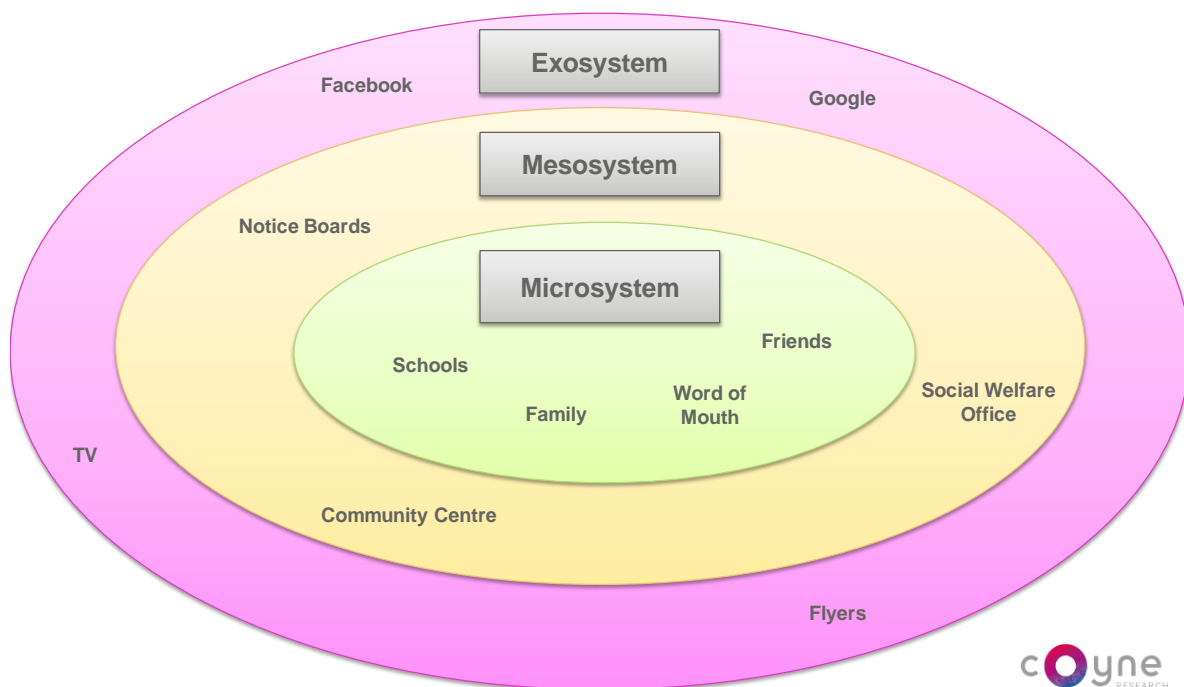 Exosystem
Facebook
Google
Mesosystem
Notice Boards
Microsystem
Friends
Schools
Word of
Mouth
Family
Social Welfare
Office
TV
Community Centre
Flyers
coyne
RESEARCH